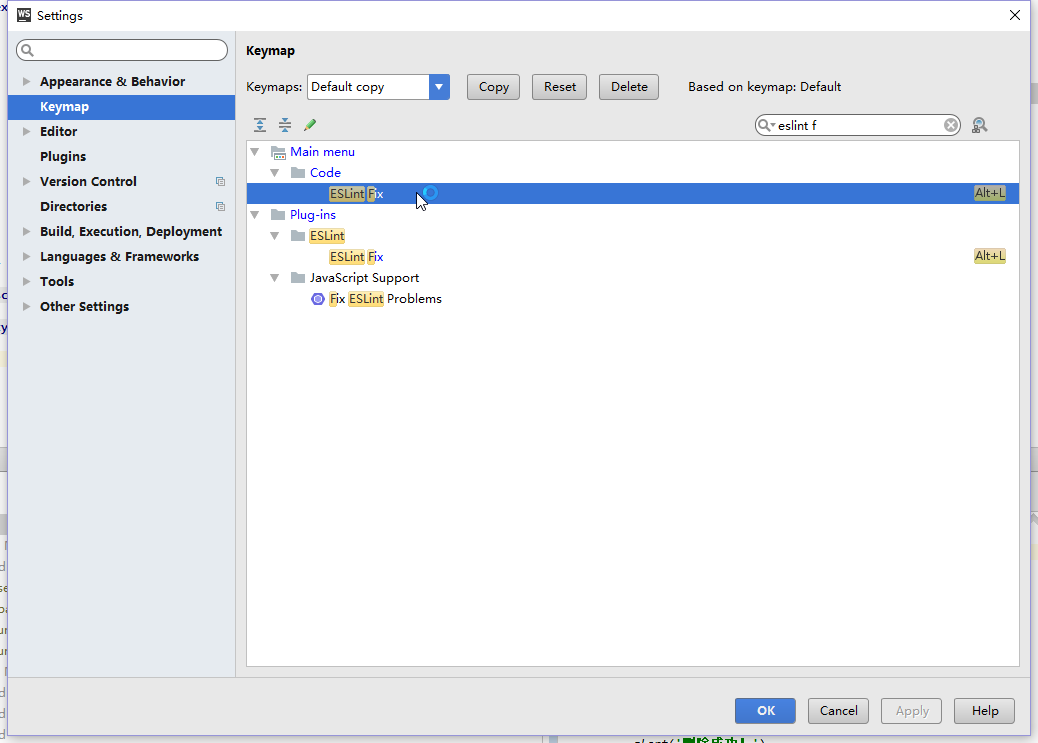 WS Settings
Appearance & Behavior
Keymap
Editor
Plugins
Version Control
Directories
Build, Execution, Deployment
Languages & Frameworks
Tools
Other Settings
Keymap
Keymaps: Default copy Copy Reset Delete Based on keymap: Default
eslint f
Main menu
Code
ESLint Fix Alt+L
Plug-ins
ESLint
ESLint Fix Alt+L
JavaScript Support
Fix ESLint Problems
OK Cancel Apply Help